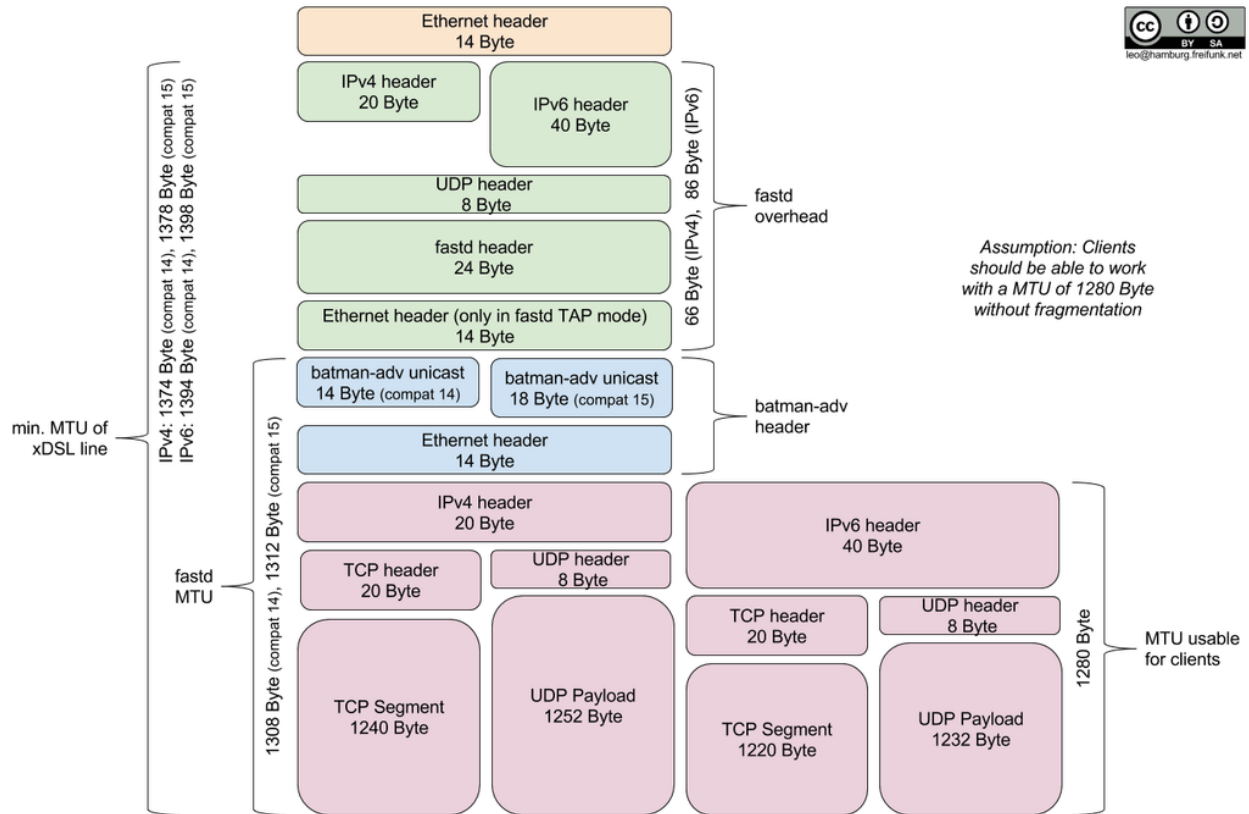 Ethernet header
14 Byte
cc
BY SA
leo@hamburg.freifunk.net
IPv4 header
20 Byte
IPv6 header
40 Byte
UDP header
8 Byte
fastd header
24 Byte
Ethernet header (only in fastd TAP mode)
14 Byte
66 Byte (IPv4), 86 Byte (IPv6)
fastd
overhead
Assumption: Clients
should be able to work
with a MTU of 1280 Byte
without fragmentation
min. MTU of
xDSL line
IPv4: 1374 Byte (compat 14), 1378 Byte (compat 15)
IPv6: 1394 Byte (compat 14), 1398 Byte (compat 15)
batman-adv unicast
14 Byte (compat 14)
batman-adv unicast
18 Byte (compat 15)
Ethernet header
14 Byte
batman-adv
header
fastd
MTU
1308 Byte (compat 14), 1312 Byte (compat 15)
IPv4 header
20 Byte
TCP header
20 Byte
UDP header
8 Byte
TCP Segment
1240 Byte
UDP Payload
1252 Byte
IPv6 header
40 Byte
TCP header
20 Byte
UDP header
8 Byte
TCP Segment
1220 Byte
UDP Payload
1232 Byte
1280 Byte
MTU usable
for clients